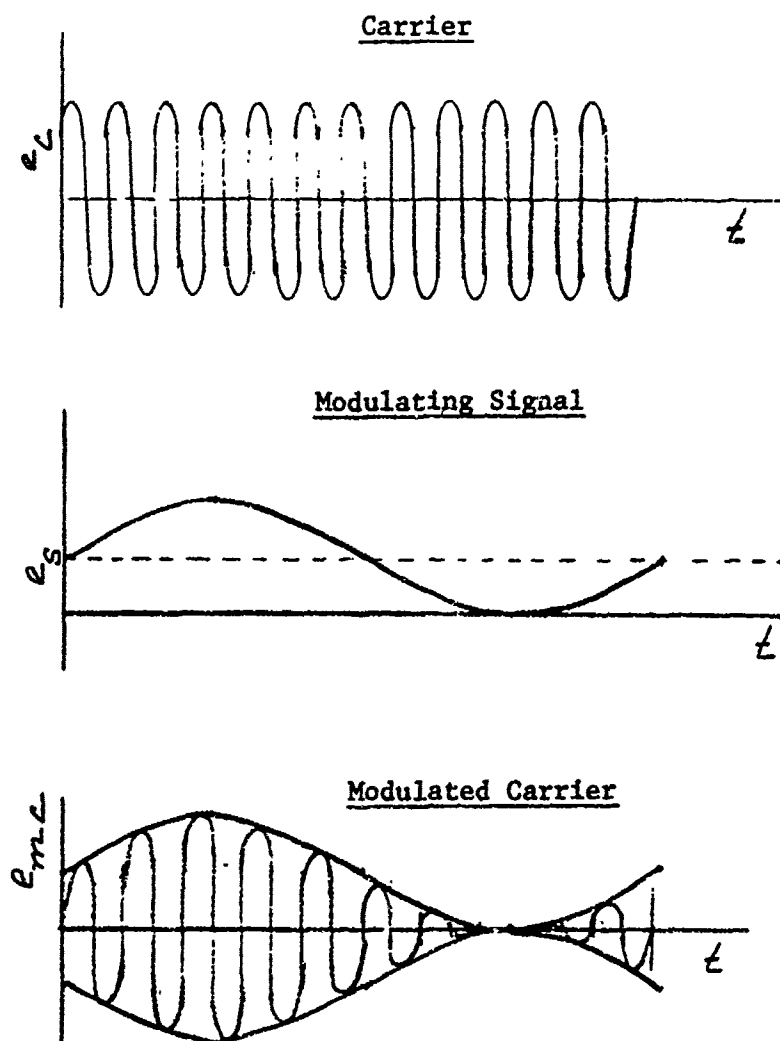 Carrier
e_c
t
Modulating Signal
e_s
t
Modulated Carrier
e_mc
t